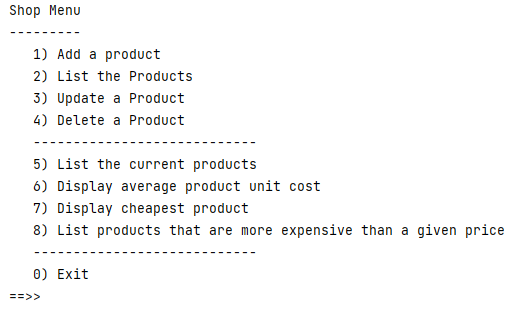 Shop Menu
---------
   1) Add a product
   2) List the Products
   3) Update a Product
   4) Delete a Product
   ----------------------------
   5) List the current products
   6) Display average product unit cost
   7) Display cheapest product
   8) List products that are more expensive than a given price
   ----------------------------
   0) Exit
==>>